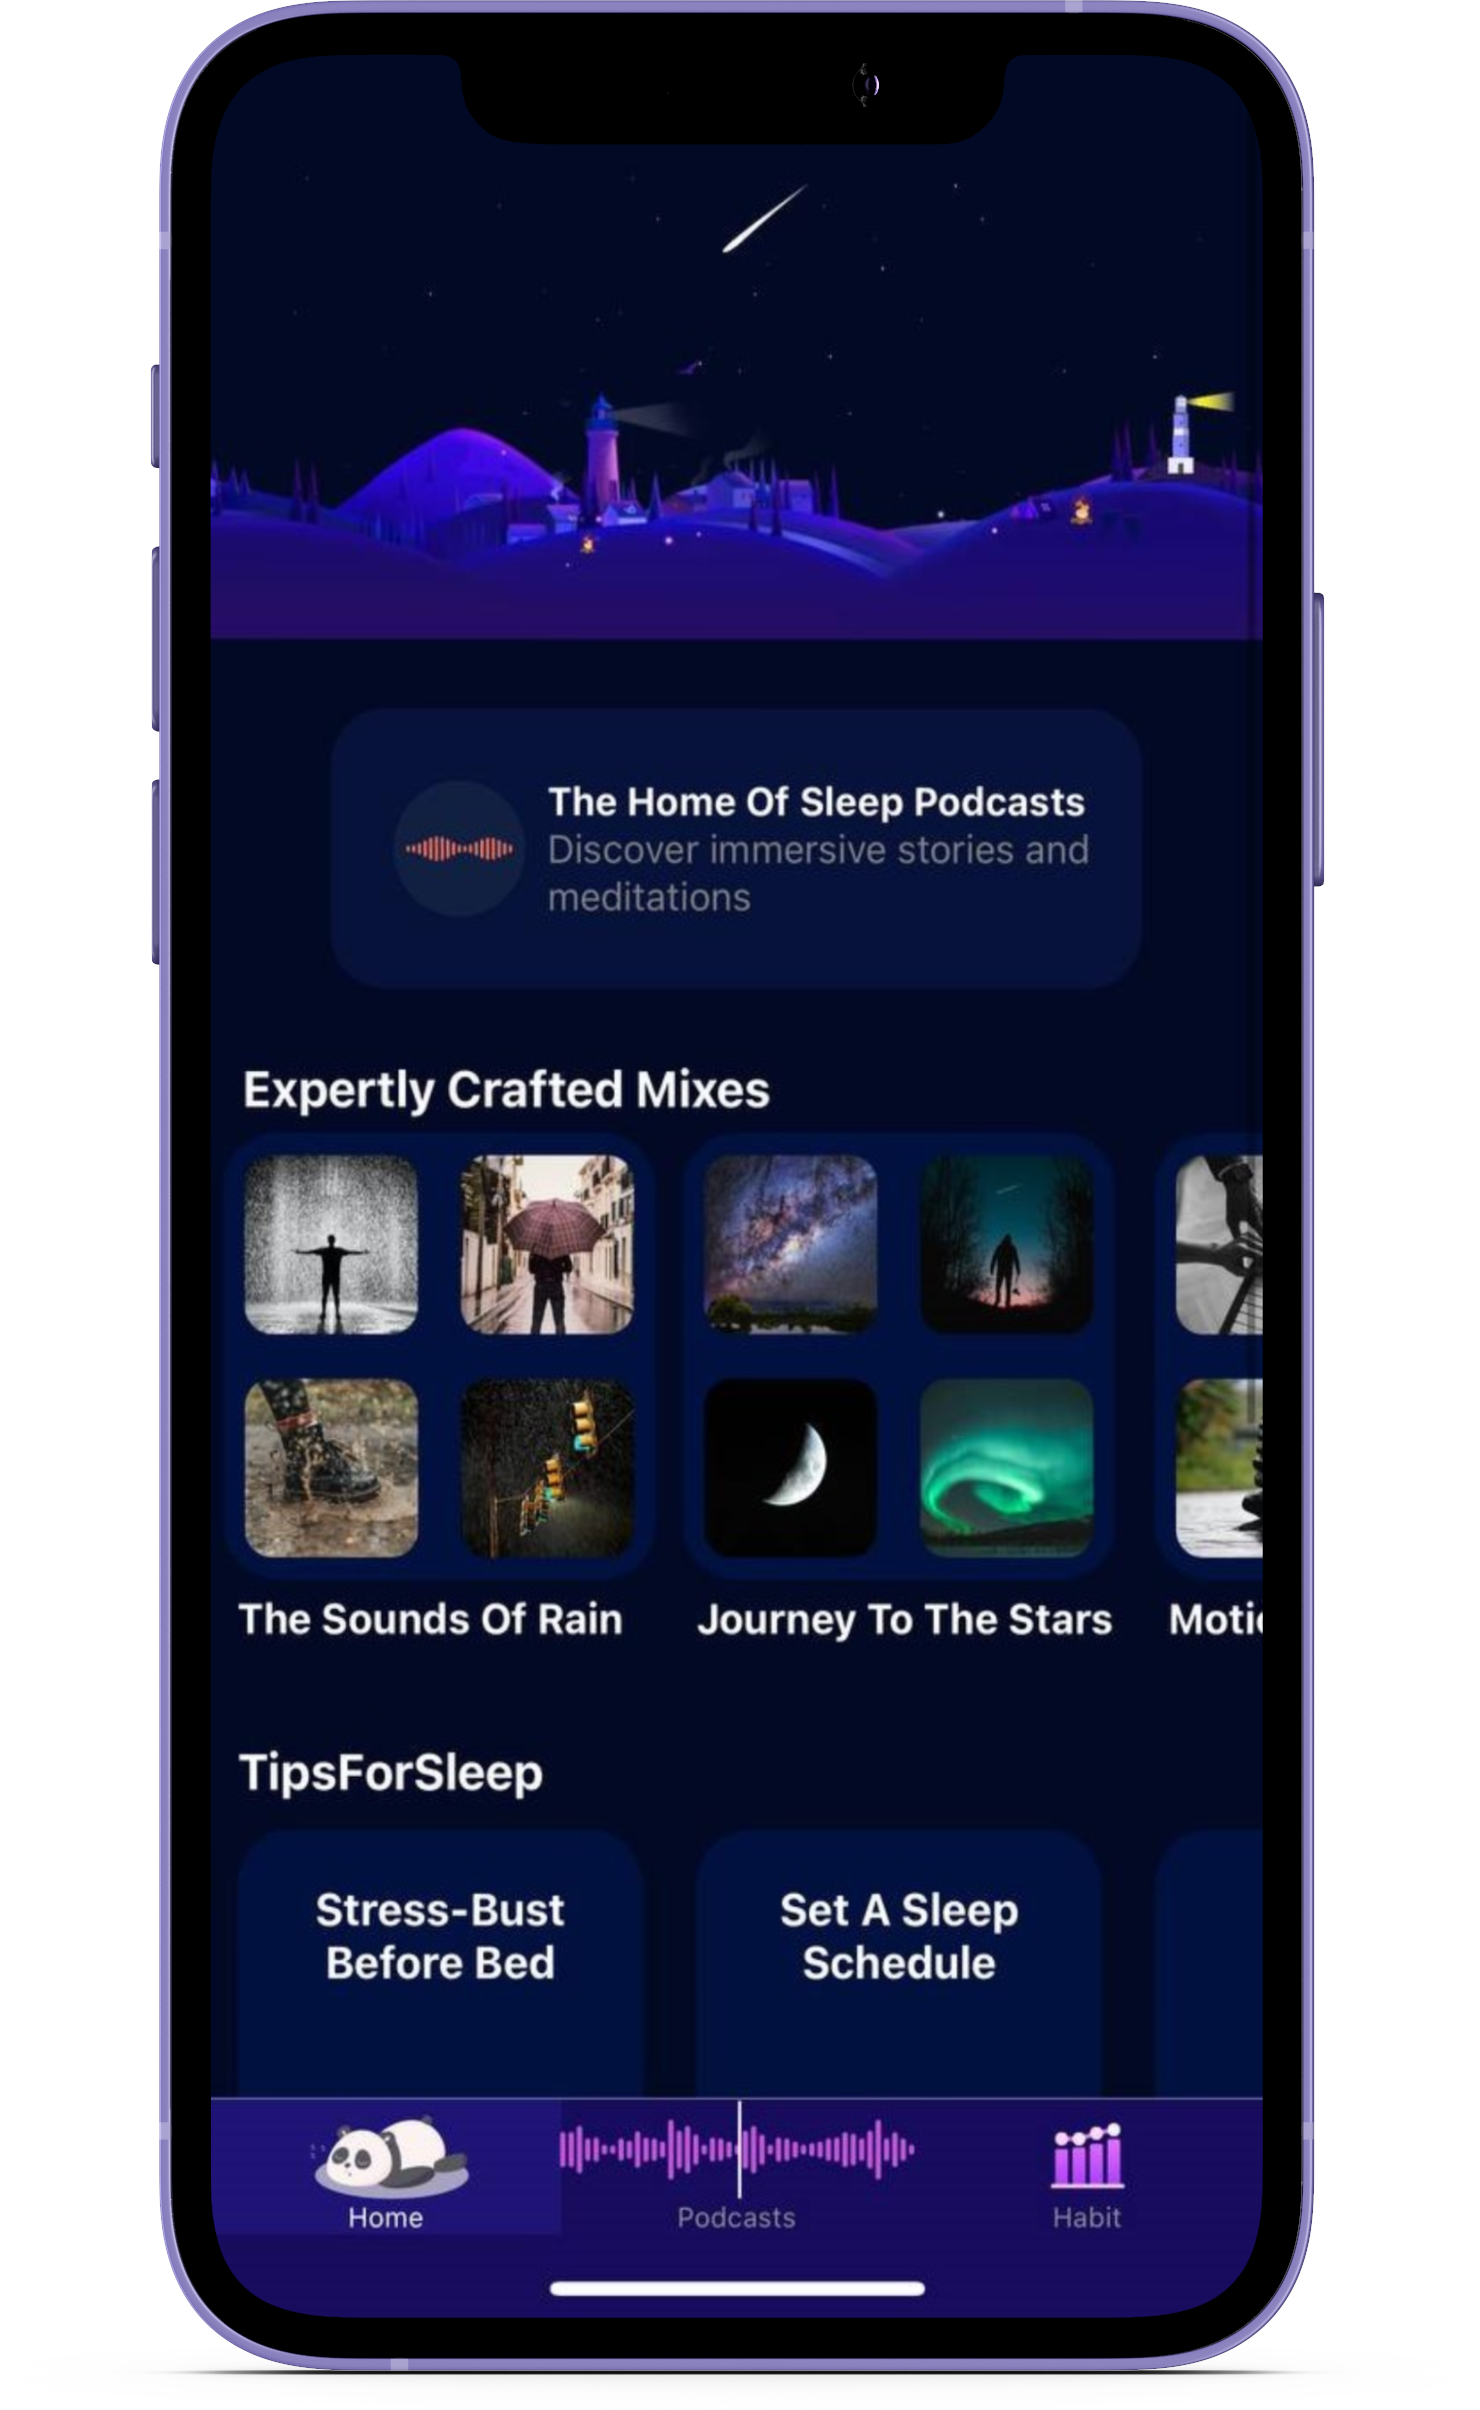 The Home Of Sleep Podcasts
Discover immersive stories and
meditations
Expertly Crafted Mixes
The Sounds Of Rain
Journey To The Stars
TipsForSleep
Stress-Bust
Before Bed
Set A Sleep
Schedule
Home
Podcasts
Habit